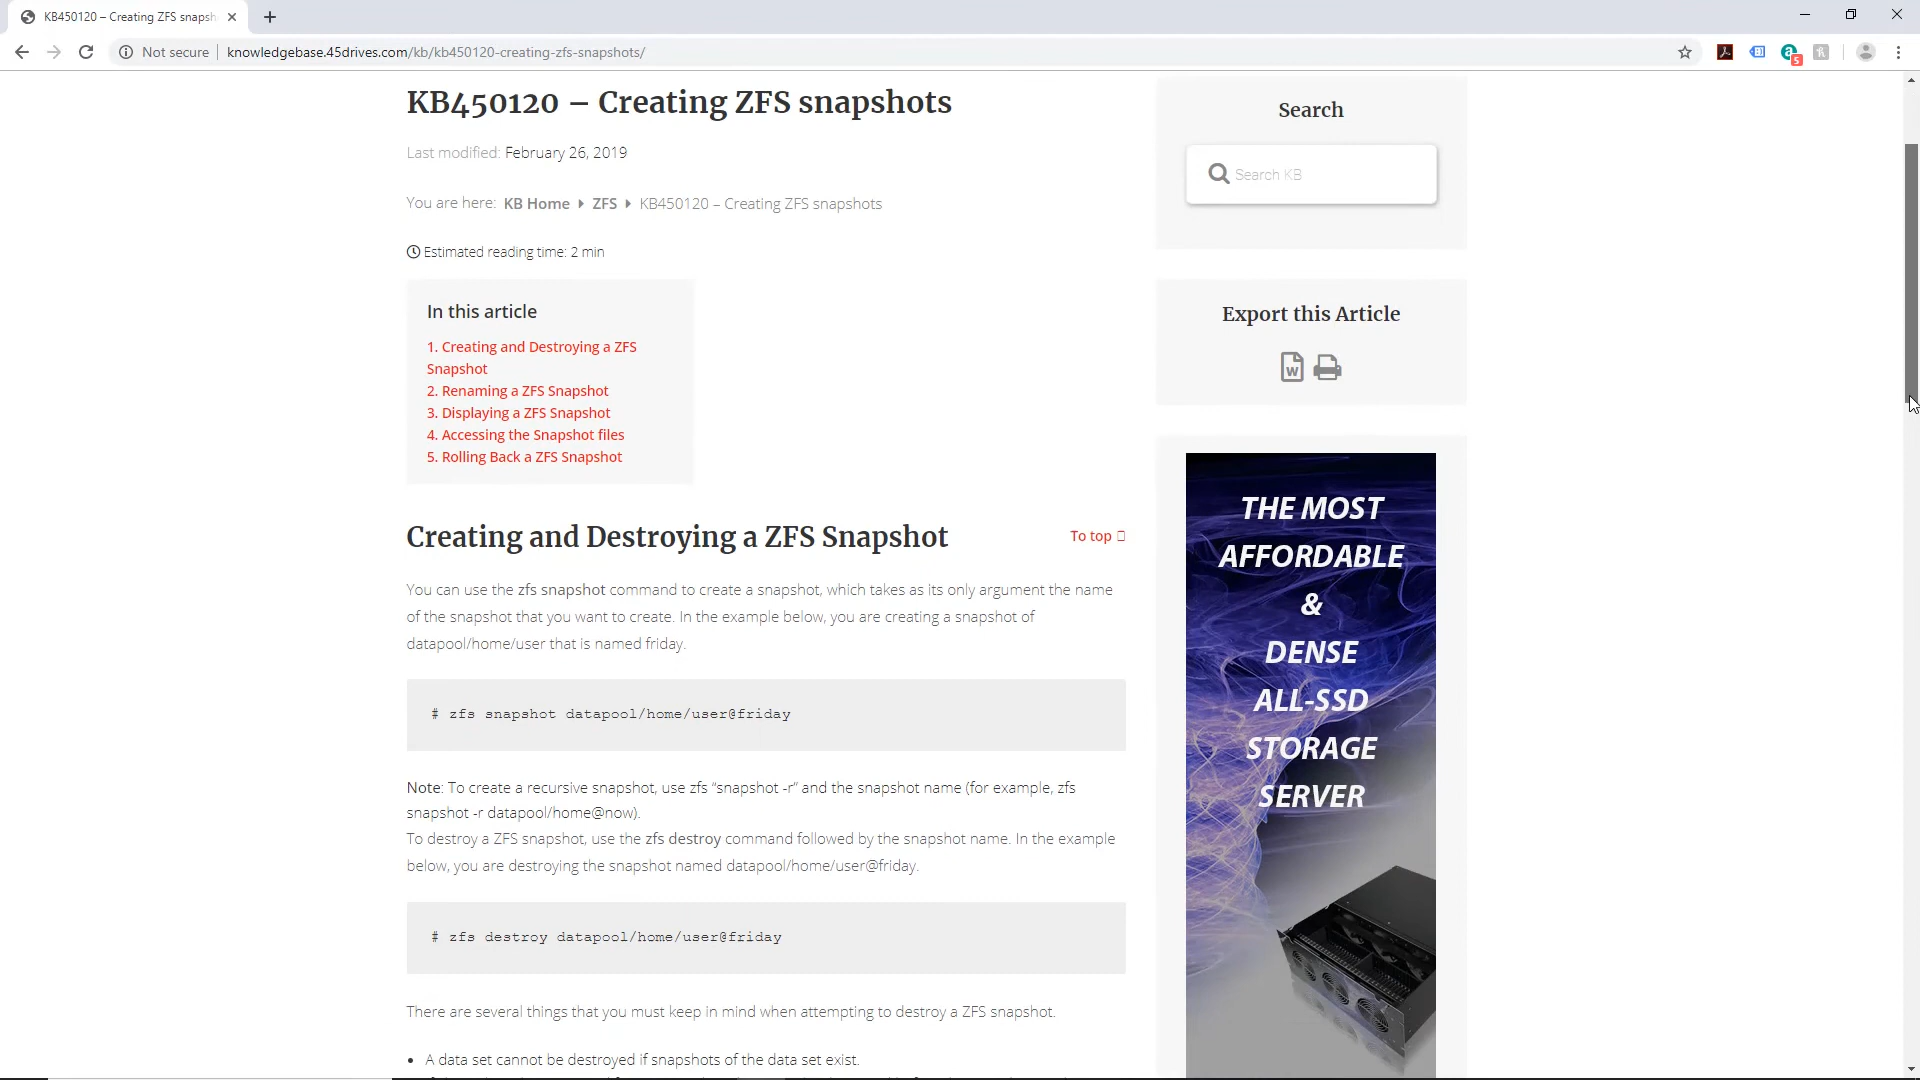 KB450120 – Creating ZFS snapsh
Not secure
knowledgebase.45drives.com/kb/kb450120-creating-zfs-snapshots/
5
KB450120 – Creating ZFS snapshots
Last modified: February 26, 2019
You are here: KB Home ZFS KB450120 – Creating ZFS snapshots
Estimated reading time: 2 min
In this article
1. Creating and Destroying a ZFS
Snapshot
2. Renaming a ZFS Snapshot
3. Displaying a ZFS Snapshot
4. Accessing the Snapshot files
5. Rolling Back a ZFS Snapshot
Creating and Destroying a ZFS Snapshot
To top
You can use the zfs snapshot command to create a snapshot, which takes as its only argument the name
of the snapshot that you want to create. In the example below, you are creating a snapshot of
datapool/home/user that is named friday.
# zfs snapshot datapool/home/user@friday
Note: To create a recursive snapshot, use zfs “snapshot -r” and the snapshot name (for example, zfs
snapshot -r datapool/home@now).
To destroy a ZFS snapshot, use the zfs destroy command followed by the snapshot name. In the example
below, you are destroying the snapshot named datapool/home/user@friday.
# zfs destroy datapool/home/user@friday
There are several things that you must keep in mind when attempting to destroy a ZFS snapshot.
• A data set cannot be destroyed if snapshots of the data set exist.
Search
Search KB
Export this Article
W
THE MOST
AFFORDABLE
&
DENSE
ALL-SSD
STORAGE
SERVER